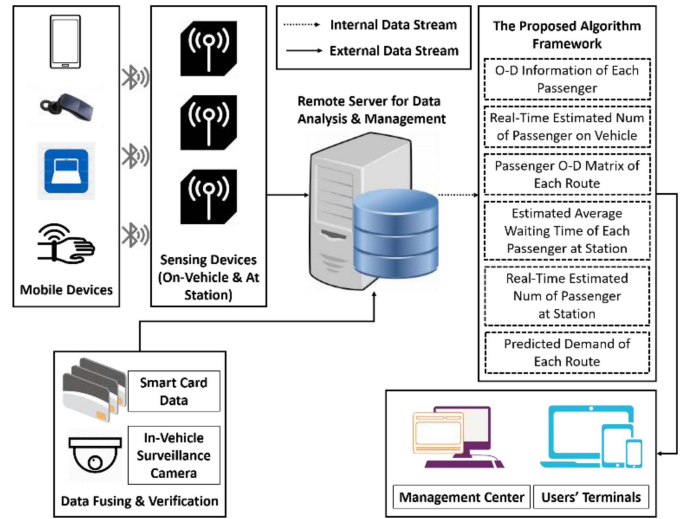 Internal Data Stream
External Data Stream
The Proposed Algorithm
Framework
O-D Information of Each
Passenger
Real-Time Estimated Num
of Passenger on Vehicle
Passenger O-D Matrix of
Each Route
Estimated Average
Waiting Time of Each
Passenger at Station
Real-Time Estimated
Num of Passenger
at Station
Predicted Demand of
Each Route
Remote Server for Data
Analysis & Management
Sensing Devices
(On-Vehicle & At
Station)
Mobile Devices
Smart Card
Data
In-Vehicle
Surveillance
Camera
Data Fusing & Verification
Management Center
Users' Terminals